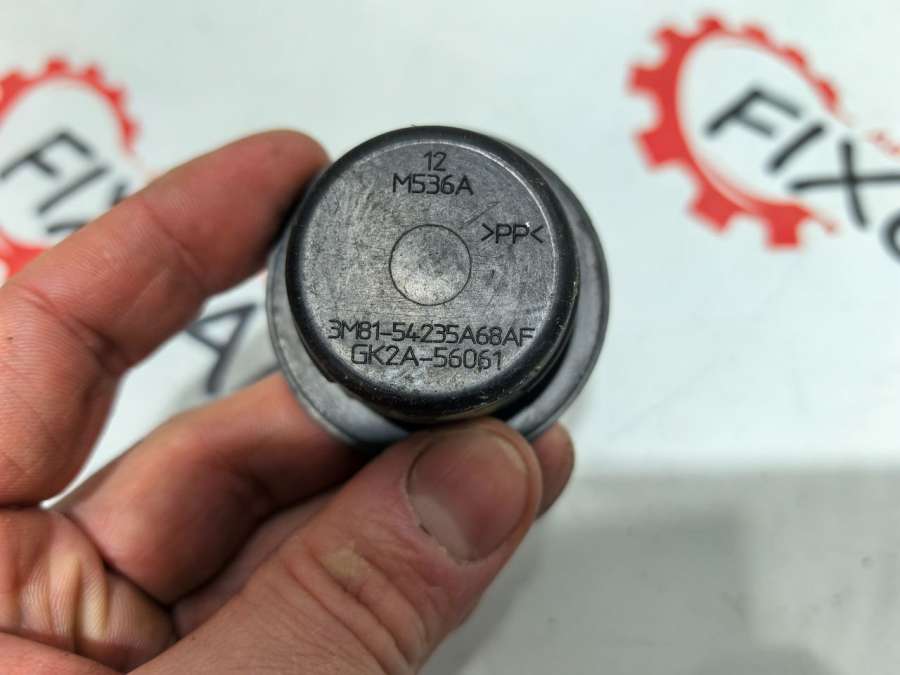 12
M536A
>PP<
3M81-54235A68AF
GK2A-56061
FIX
FIX
A